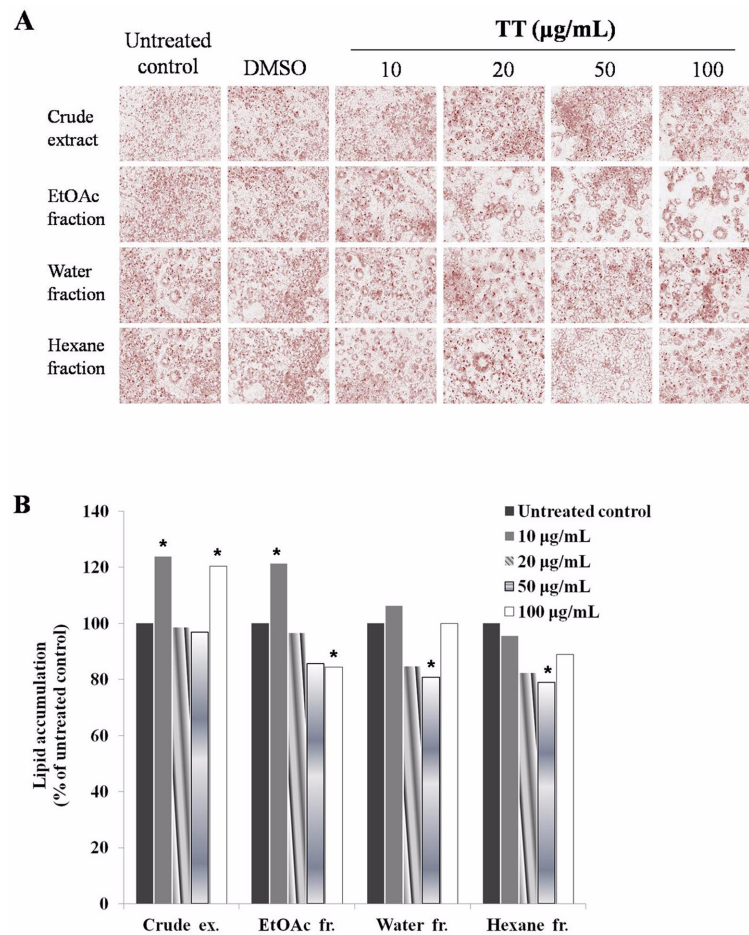 A
Untreated control
DMSO
TT (µg/mL)
10
20
50
100
Crude extract
EtOAc fraction
Water fraction
Hexane fraction
B
140
120
100
80
60
40
20
0
Lipid accumulation
(% of untreated control)
*
*
*
*
*
*
Untreated control
10 µg/mL
20 µg/mL
50 µg/mL
100 µg/mL
Crude ex.
EtOAc fr.
Water fr.
Hexane fr.